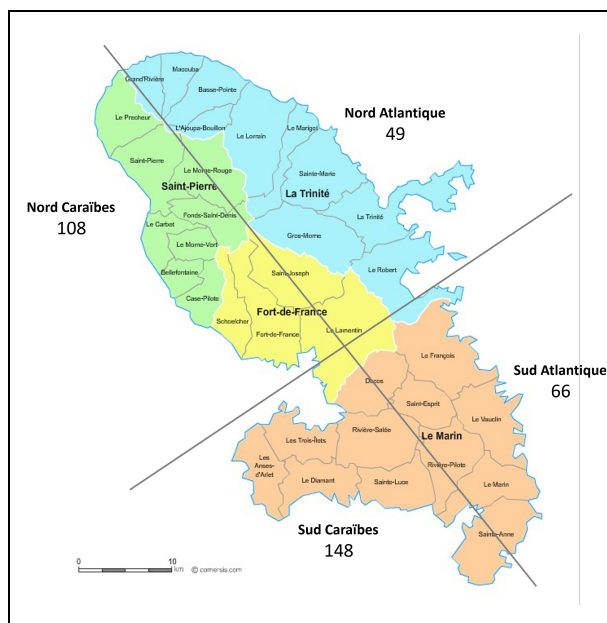 Macouba
Grand'Rivière
Basse-Pointe
Nord Atlantique
49
Le Precheur
L'Ajoupa-Bouillon
Le Lorrain
Le Marigot
Saint-Pierre
Le Morne-Rouge
Sainte-Marie
Saint-Pierre
La Trinité
Nord Caraïbes
108
Fonds-Saint-Dénis
La Trinité
Le Carbet
Gros-Morne
Le Morne-Vert
Bellefontaine
Saint-Joseph
Le Robert
Case-Pilote
Fort-de-France
Schoelcher
Fort-de-France
Le Lamentin
Le François
Sud Atlantique
66
Ducos
Saint-Esprit
Le Vauclin
Rivière-Salée
Le Marin
Les Trois-Îlets
Les
Anses-
d'Arlet
Rivière-Pilote
Le Diamant
Sainte-Luce
Le Marin
Sud Caraïbes
148
Sainte-Anne
0 10
km © comersis.com